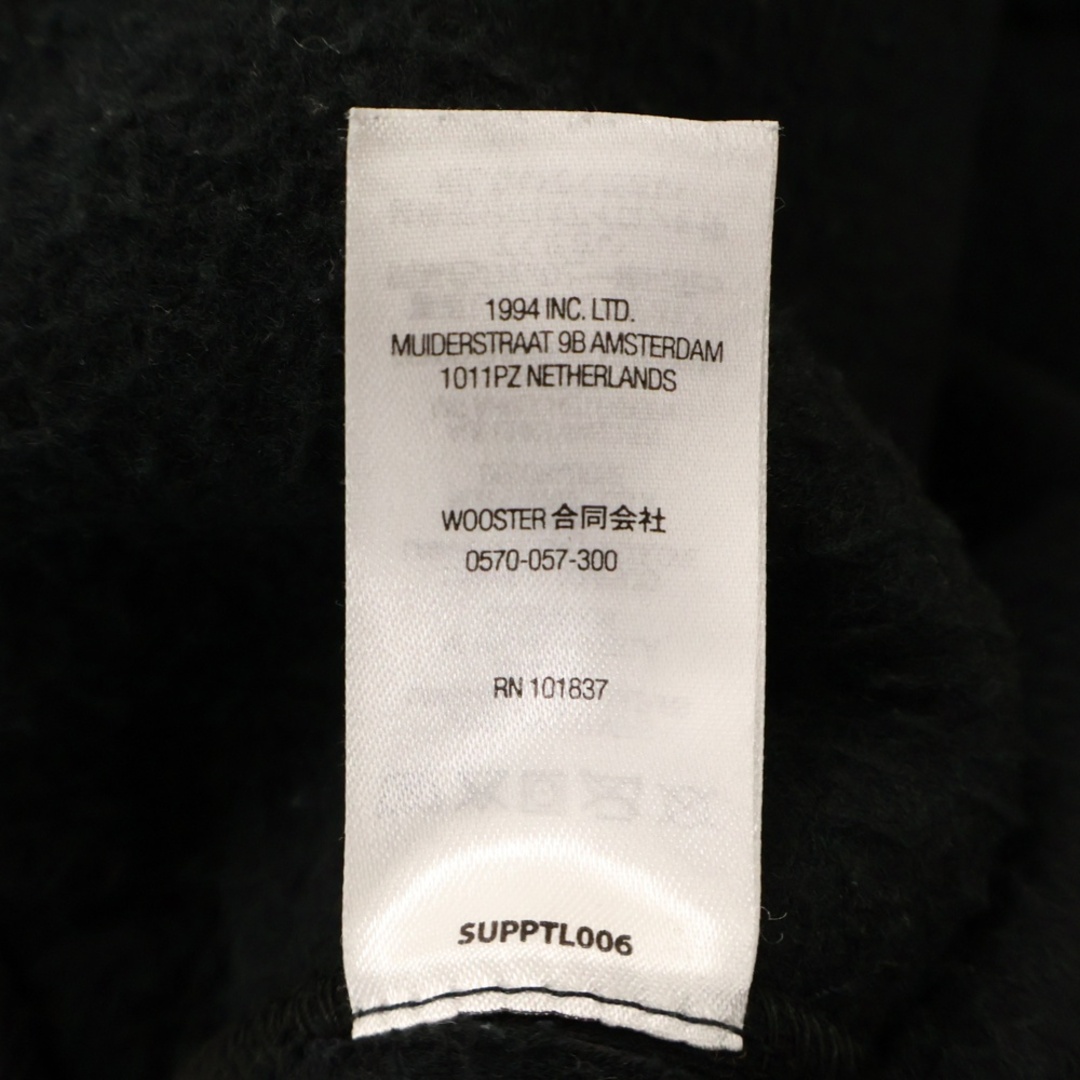 1994 INC. LTD.
MUIDERSTRAAT 9B AMSTERDAM
1011PZ NETHERLANDS
WOOSTER 合同会社
0570-057-300
RN 101837
SUPPTL006